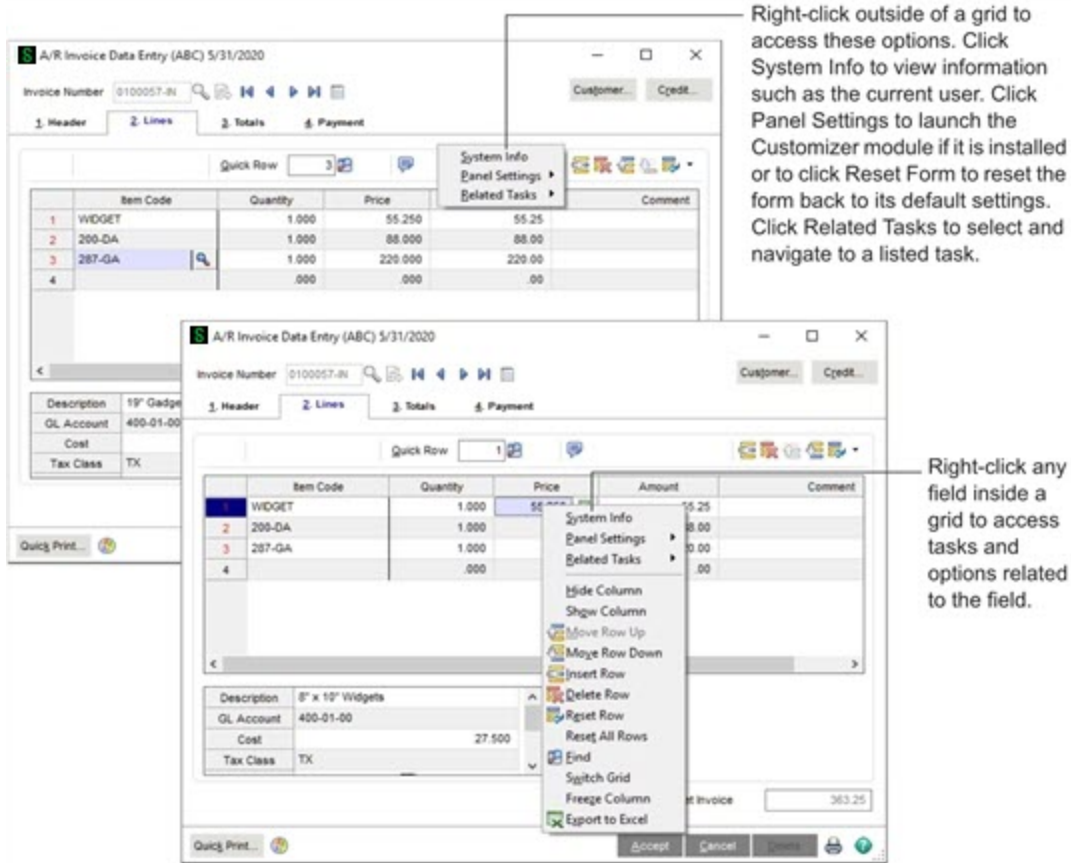 Right-click outside of a grid to
access these options. Click
System Info to view information
such as the current user. Click
Panel Settings to launch the
Customizer module if it is installed
or to click Reset Form to reset the
form back to its default settings.
Click Related Tasks to select and
navigate to a listed task.
A/R Invoice Data Entry (ABC) 5/31/2020
Invoice Number 0100057-IN Customer... Credit...
1. Header 2. Lines 3. Totals 4. Payment
Quick Row 3
System Info
Panel Settings
Related Tasks
Item Code Quantity Price Comment
1 WIDGET 1.000 55.250 55.25
2 200-DA 1.000 88.000 88.00
3 287-GA 1.000 220.000 220.00
4 .000 .000 .00
Description 19" Gadge
GL Account 400-01-00
Cost
Tax Class TX
Quick Print...
A/R Invoice Data Entry (ABC) 5/31/2020
Invoice Number 0100057-IN Customer... Credit...
1. Header 2. Lines 3. Totals 4. Payment
Quick Row 1
Item Code Quantity Price Amount Comment
1 WIDGET 1.000 55.25
2 200-DA 1.000 8.00
3 287-GA 1.000 0.00
4 .000 .00
System Info
Panel Settings
Related Tasks
Hide Column
Show Column
Move Row Up
Move Row Down
Insert Row
Delete Row
Reset Row
Reset All Rows
Find
Switch Grid
Freeze Column
Export to Excel
Description 8" x 10" Widgets
GL Account 400-01-00
Cost 27.500
Tax Class TX
et Invoice 363.25
Quick Print... Accept Cancel Delete
Right-click any
field inside a
grid to access
tasks and
options related
to the field.